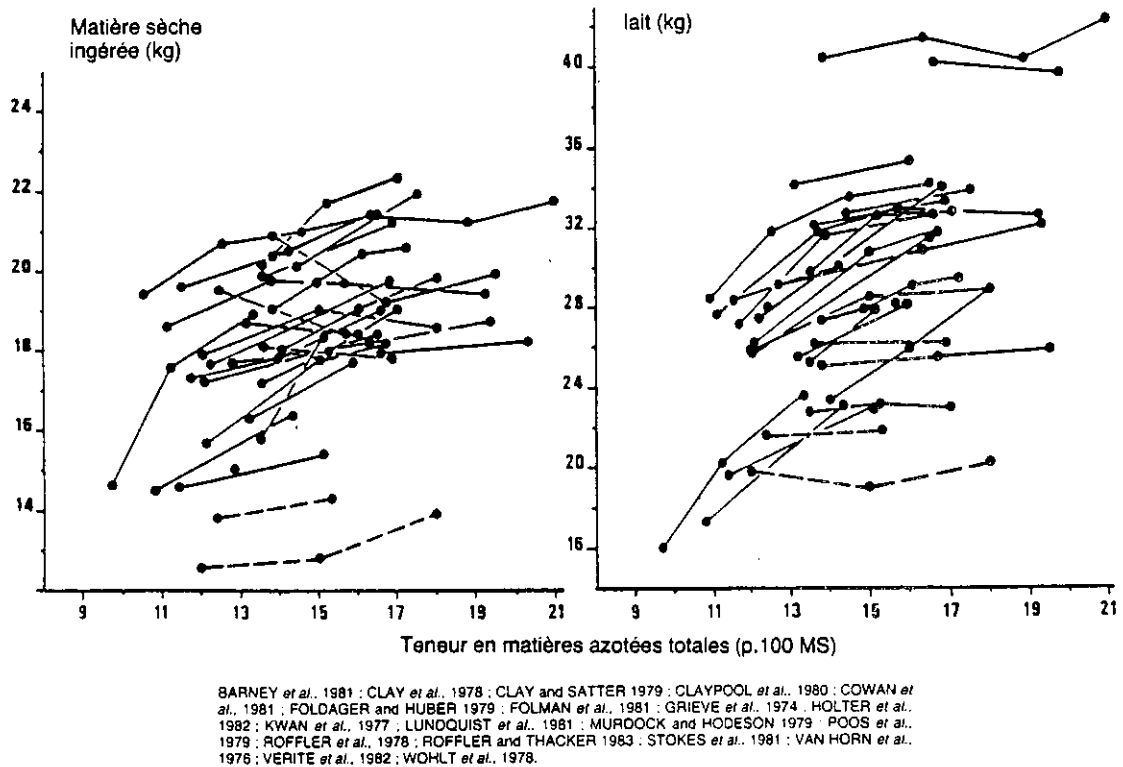 Matière sèche
ingérée (kg)
24
22
20
18
16
14
9 11 13 15 17 19 21
lait (kg)
40
36
32
28
24
20
16
9 11 13 15 17 19 21
Teneur en matières azotées totales (p.100 MS)
BARNEY et al., 1981 ; CLAY et al., 1978 ; CLAY and SATTER 1979 ; CLAYPOOL et al., 1980 ; COWAN et
al., 1981 ; FOLDAGER and HUBER 1979 ; FOLMAN et al., 1981 ; GRIEVE et al., 1974 . HOLTER et al.,
1982 ; KWAN et al., 1977 ; LUNDQUIST et al., 1981 ; MURDOCK and HODESON 1979 . POOS et al.,
1979 ; ROFFLER et al., 1978 ; ROFFLER and THACKER 1983 ; STOKES et al., 1981 ; VAN HORN et al.,
1976 ; VERITE et al., 1982 ; WOHLT et al., 1978.